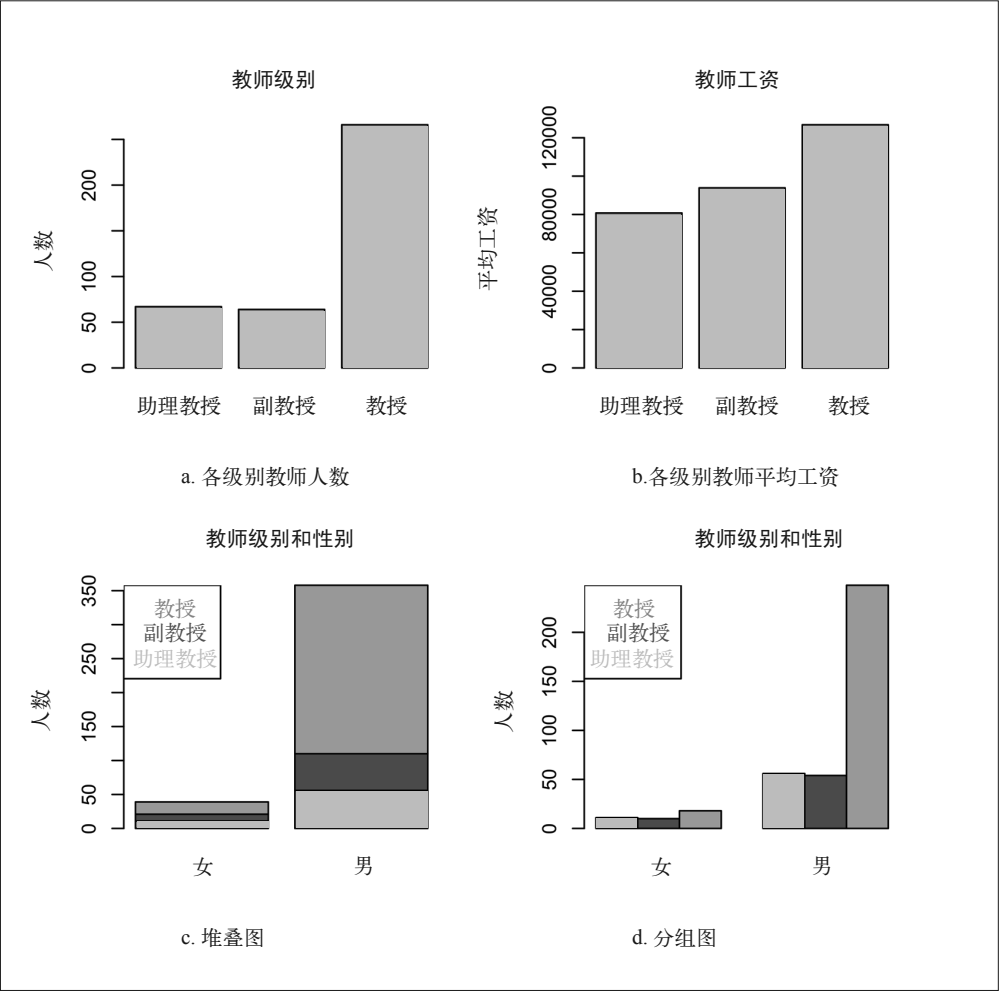 教师级别
人数
0
50
100
200
助理教授 副教授 教授
a. 各级别教师人数
教师工资
平均工资
0
40000
80000
120000
助理教授 副教授 教授
b.各级别教师平均工资
教师级别和性别
人数
0
50
150
250
350
教授
副教授
助理教授
女 男
c. 堆叠图
教师级别和性别
人数
0
50
100
150
200
教授
副教授
助理教授
女 男
d. 分组图